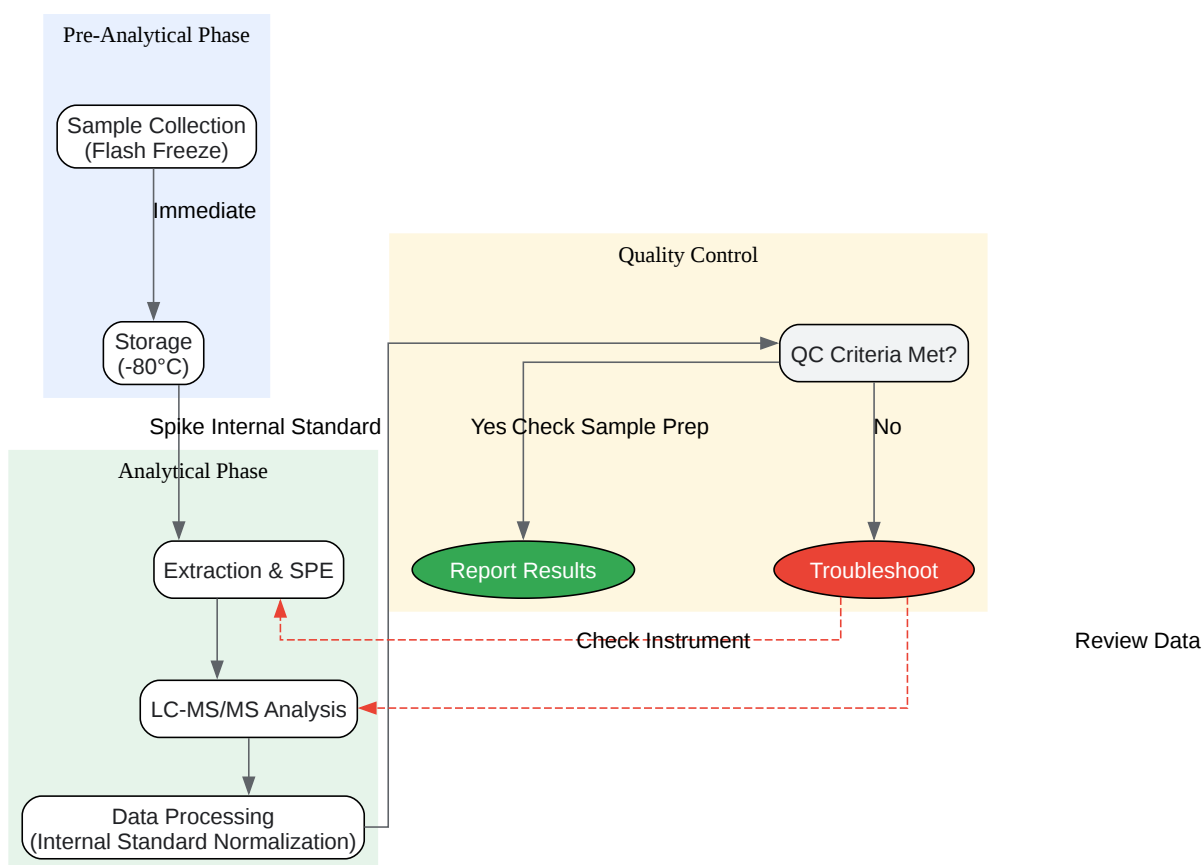 Pre-Analytical Phase
Sample Collection
(Flash Freeze)
Immediate
Storage
(-80°C)
Spike Internal Standard
Analytical Phase
Extraction & SPE
LC-MS/MS Analysis
Data Processing
(Internal Standard Normalization)
Quality Control
QC Criteria Met?
Yes
Check Sample Prep
No
Report Results
Troubleshoot
Check Instrument
Review Data